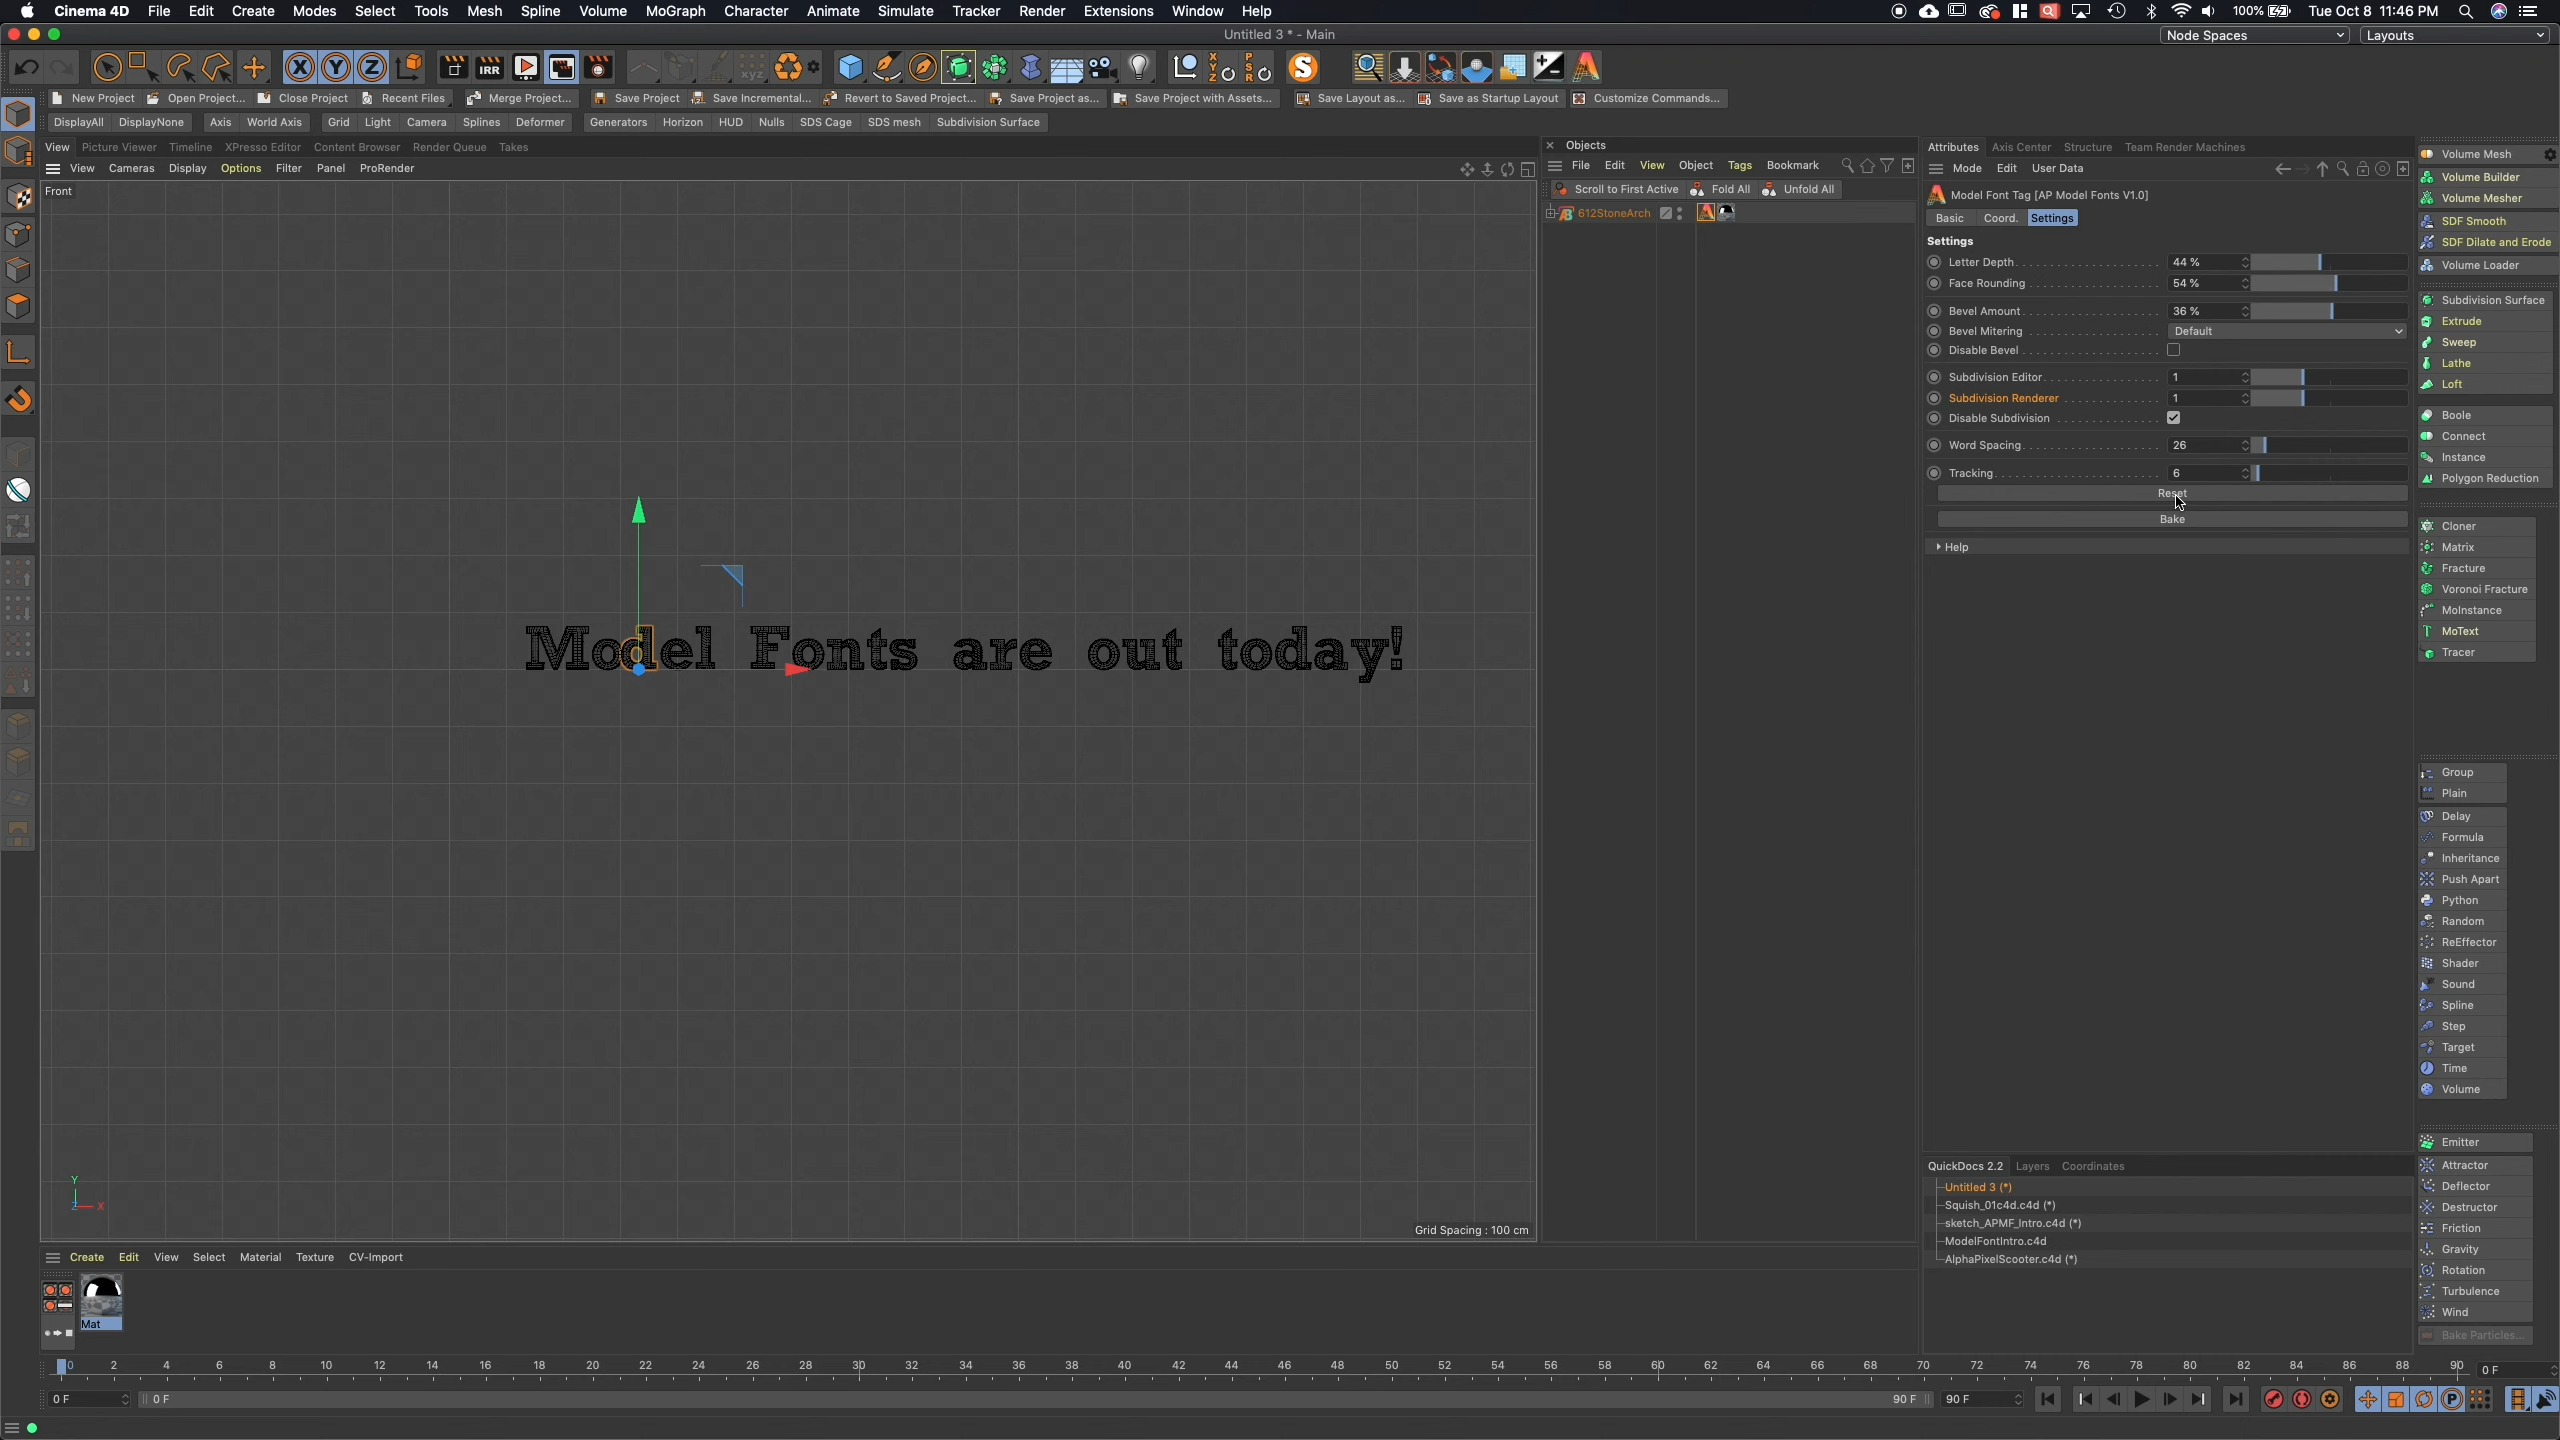 Cinema 4D File Edit Create Modes Select Tools Mesh Spline Volume MoGraph Character Animate Simulate Tracker Render Extensions Window Help 100% Tue Oct 8 11:46 PM
Untitled 3 * - Main Node Spaces Layouts
IRR XYZ PSR
New Project Open Project... Close Project Recent Files Merge Project... Save Project Save Incremental... Revert to Saved Project... Save Project as... Save Project with Assets... Save Layout as... Save as Startup Layout Customize Commands...
DisplayAll DisplayNone Axis World Axis Grid Light Camera Splines Deformer Generators Horizon HUD Nulls SDS Cage SDS mesh Subdivision Surface
View Picture Viewer Timeline XPresso Editor Content Browser Render Queue Takes
View Cameras Display Options Filter Panel ProRender
Front
Model Fonts are out today!
Y
Z X
Grid Spacing : 100 cm
Objects
File Edit View Object Tags Bookmark
Scroll to First Active Fold All Unfold All
612StoneArch
Attributes Axis Center Structure Team Render Machines
Mode Edit User Data
Model Font Tag [AP Model Fonts V1.0]
Basic Coord. Settings
Settings
Letter Depth 44 %
Face Rounding 54 %
Bevel Amount 36 %
Bevel Mitering Default
Disable Bevel
Subdivision Editor 1
Subdivision Renderer 1
Disable Subdivision
Word Spacing 26
Tracking 6
Reset
Bake
Help
QuickDocs 2.2 Layers Coordinates
Untitled 3 (*)
Squish_01c4d.c4d (*)
sketch_APMF_Intro.c4d (*)
ModelFontIntro.c4d
AlphaPixelScooter.c4d (*)
Volume Mesh
Volume Builder
Volume Mesher
SDF Smooth
SDF Dilate and Erode
Volume Loader
Subdivision Surface
Extrude
Sweep
Lathe
Loft
Boole
Connect
Instance
Polygon Reduction
Cloner
Matrix
Fracture
Voronoi Fracture
MoInstance
MoText
Tracer
Group
Plain
Delay
Formula
Inheritance
Push Apart
Python
Random
ReEffector
Shader
Sound
Spline
Step
Target
Time
Volume
Emitter
Attractor
Deflector
Destructor
Friction
Gravity
Rotation
Turbulence
Wind
Bake Particles...
Create Edit View Select Material Texture CV-Import
Mat
0 2 4 6 8 10 12 14 16 18 20 22 24 26 28 30 32 34 36 38 40 42 44 46 48 50 52 54 56 58 60 62 64 66 68 70 72 74 76 78 80 82 84 86 88 90 0 F
0 F 0 F 90 F 90 F